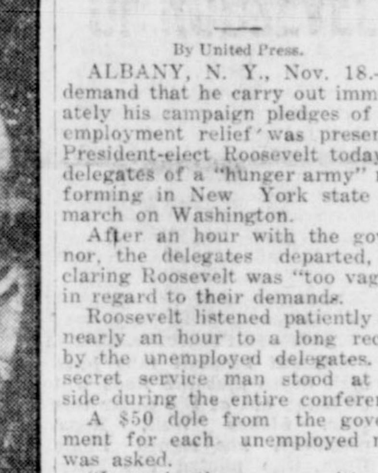 By United Press.
ALBANY, N. Y., Nov. 18.-
demand that he carry out imm
ately his campaign pledges of
employment relief was presen
President-elect Roosevelt today
delegates of a "hunger army"
forming in New York state
march on Washington.
After an hour with the gov
nor, the delegates departed,
claring Roosevelt was "too vag
in regard to their demands.
Roosevelt listened patiently
nearly an hour to a long rec
by the unemployed delegates.
secret service man stood at
side during the entire conferen
A $50 dole from the gove
ment for each unemployed
was asked.